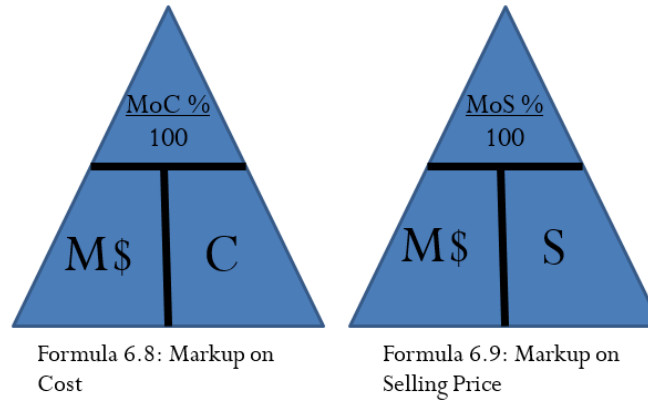 MoC %
100
M$
C
Formula 6.8: Markup on
Cost
MoS %
100
M$
S
Formula 6.9: Markup on
Selling Price